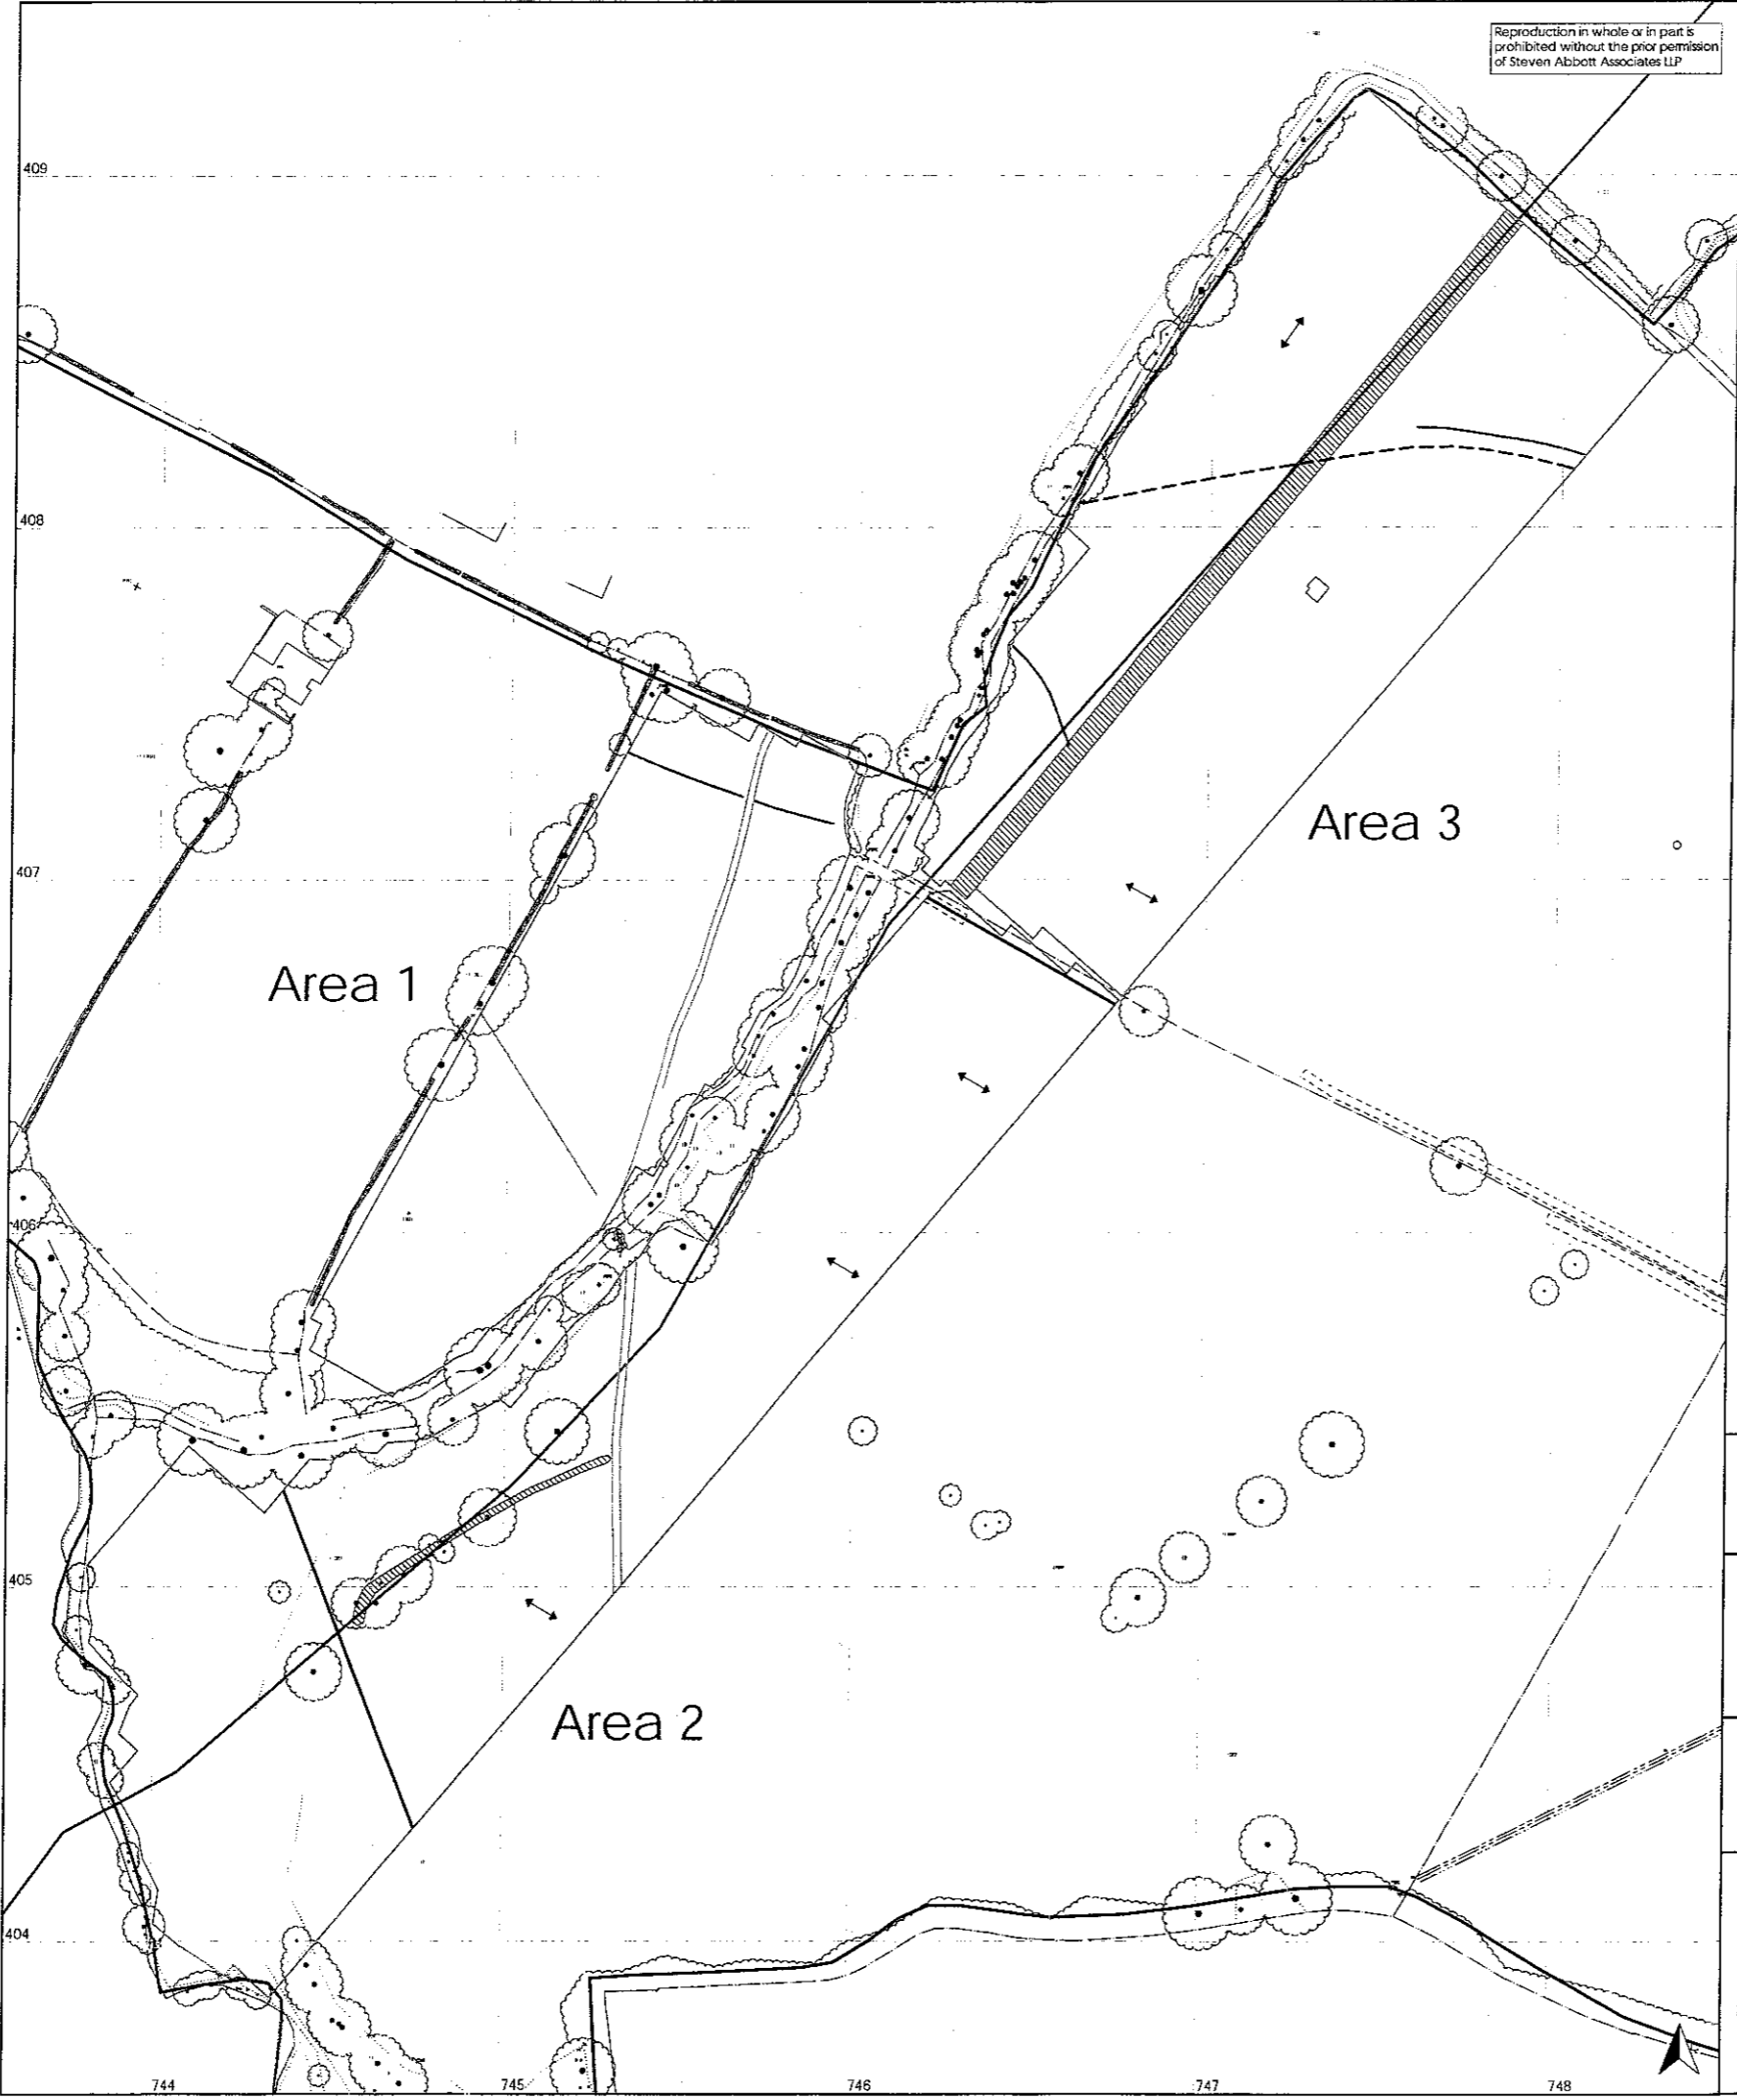 Reproduction in whole or in part is
prohibited without the prior permission
of Steven Abbott Associates LLP
409
408
407
Area 3
Area 1
406
405
Area 2
404
744
745
746
747
748